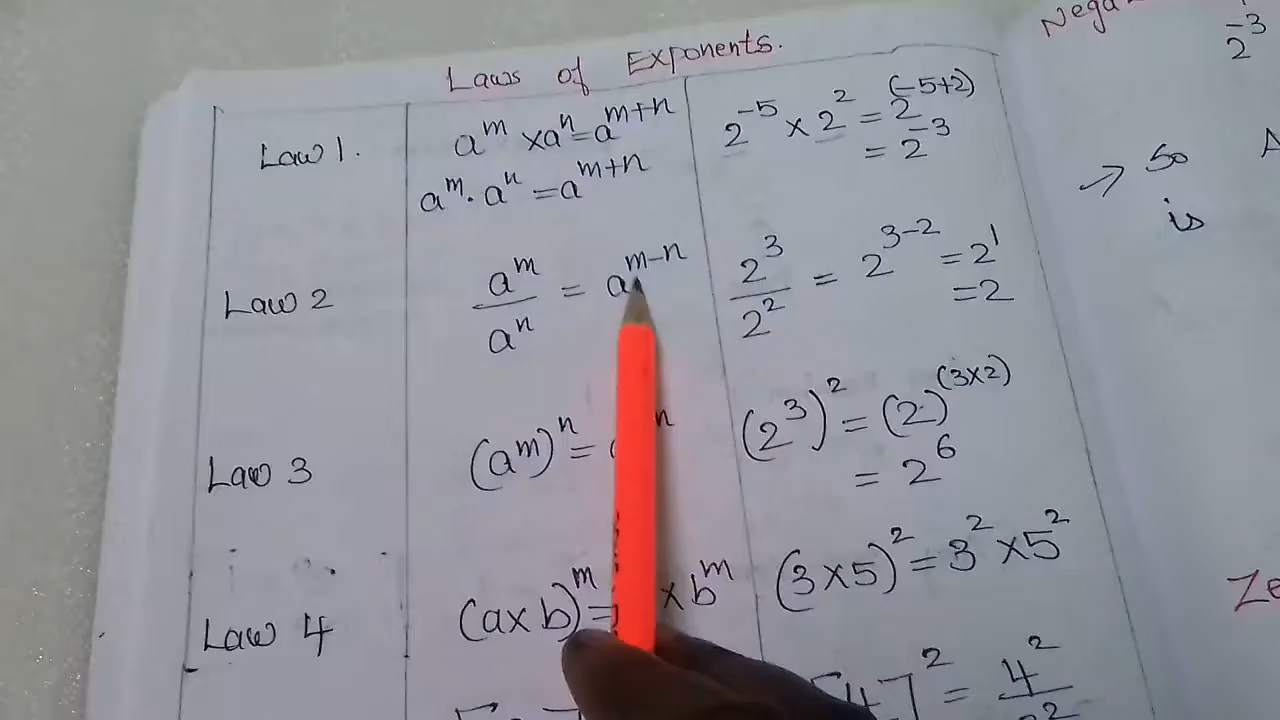 Laws of Exponents.
Law 1. a^m × a^n = a^(m+n) 2^-5 × 2^2 = 2^(-5+2)
= 2^-3
a^m · a^n = a^(m+n)
Law 2 a^m / a^n = a^(m-n) 2^3 / 2^2 = 2^(3-2) = 2^1
= 2
Law 3 (a^m)^n = (2^3)^2 = (2)^(3×2)
= 2^6
Law 4 (a×b)^m = × b^m (3×5)^2 = 3^2 × 5^2
= 4^2
2^-3
→ So
is